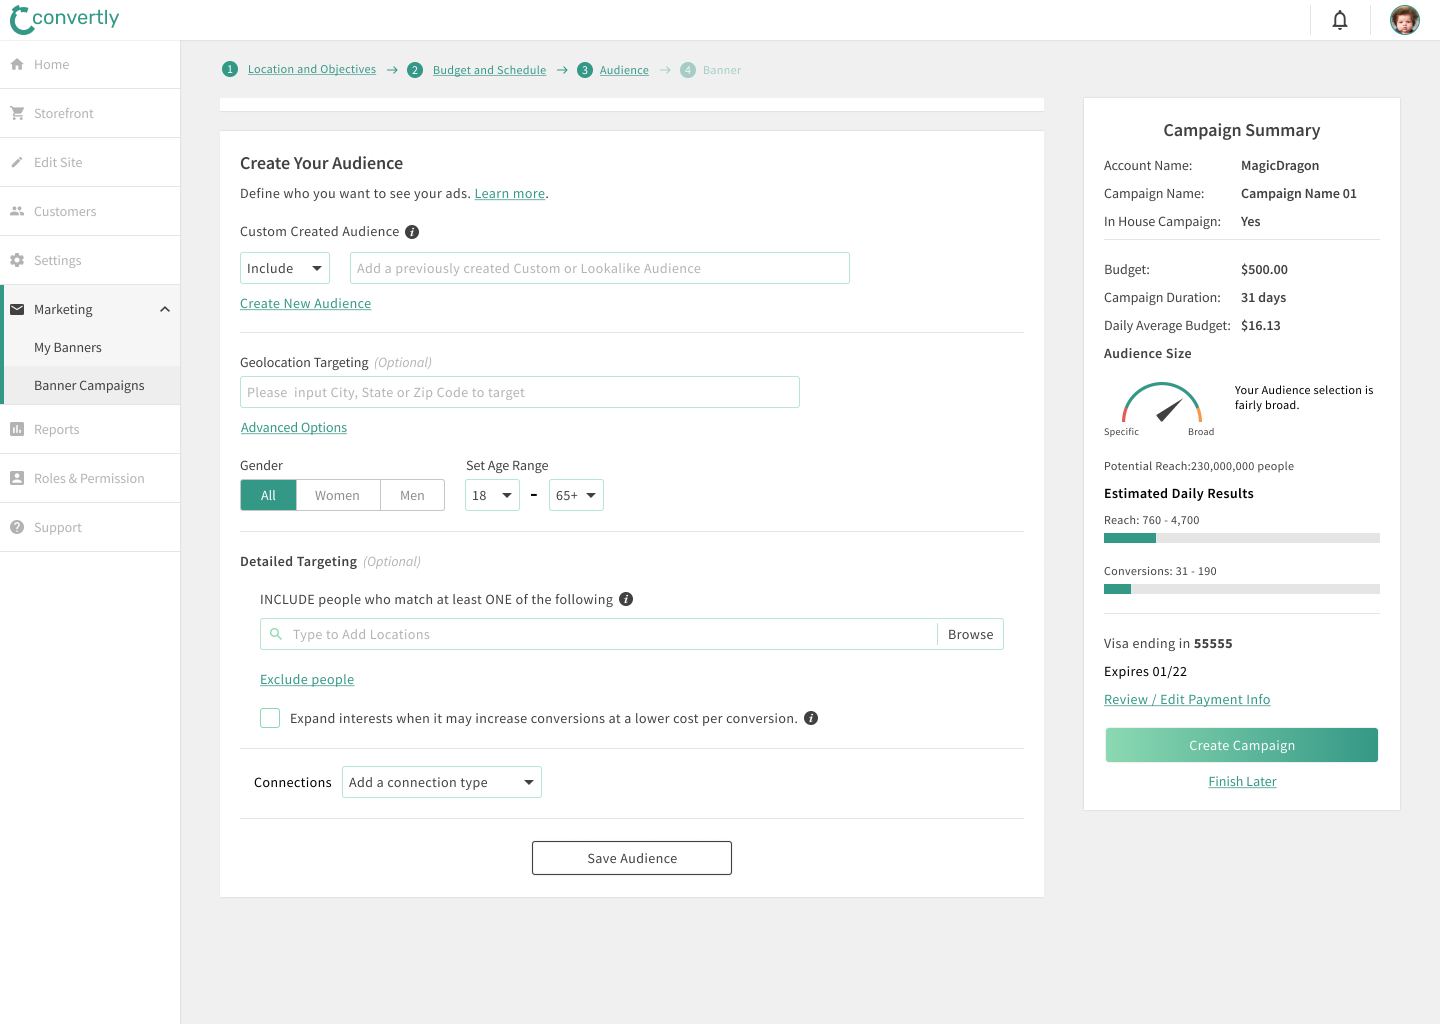 convertly
Home
Storefront
Edit Site
Customers
Settings
Marketing
My Banners
Banner Campaigns
Reports
Roles & Permission
Support
1 Location and Objectives → 2 Budget and Schedule → 3 Audience → 4 Banner
Create Your Audience
Define who you want to see your ads. Learn more.
Custom Created Audience i
Include
Add a previously created Custom or Lookalike Audience
Create New Audience
Geolocation Targeting (Optional)
Please  input City, State or Zip Code to target
Advanced Options
Gender
All Women Men
Set Age Range
18 - 65+
Detailed Targeting (Optional)
INCLUDE people who match at least ONE of the following i
Type to Add Locations
Browse
Exclude people
Expand interests when it may increase conversions at a lower cost per conversion. i
Connections
Add a connection type
Save Audience
Campaign Summary
Account Name: MagicDragon
Campaign Name: Campaign Name 01
In House Campaign: Yes
Budget: $500.00
Campaign Duration: 31 days
Daily Average Budget: $16.13
Audience Size
Specific Broad
Your Audience selection is
fairly broad.
Potential Reach:230,000,000 people
Estimated Daily Results
Reach: 760 - 4,700
Conversions: 31 - 190
Visa ending in 55555
Expires 01/22
Review / Edit Payment Info
Create Campaign
Finish Later